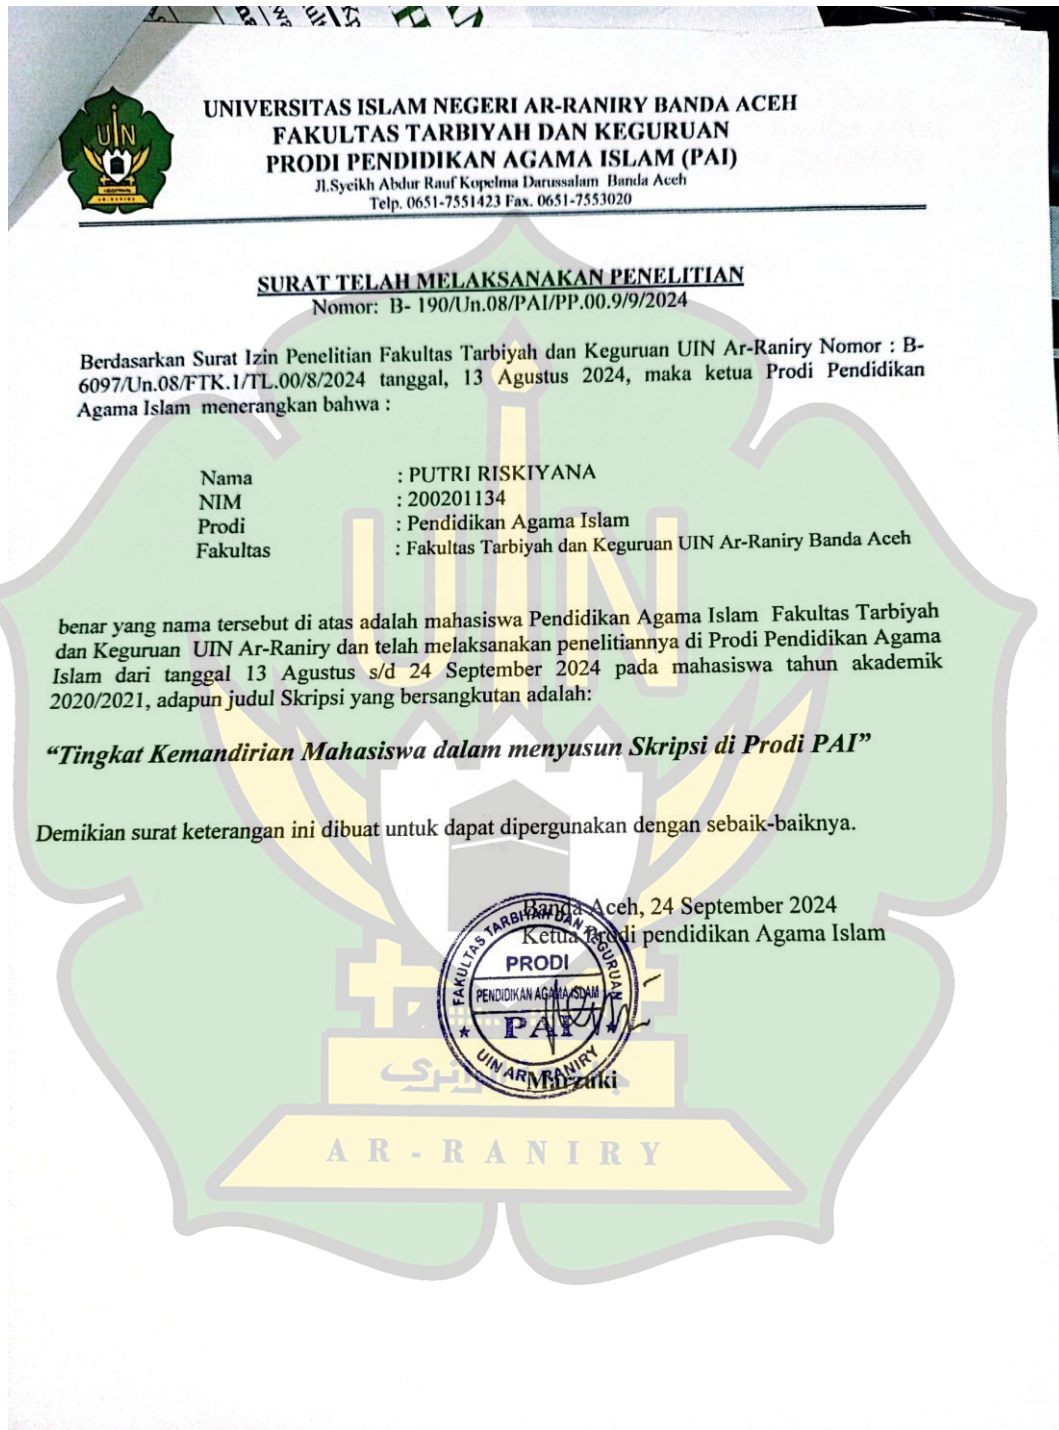 UIN
AR-RANIRY
UNIVERSITAS ISLAM NEGERI AR-RANIRY BANDA ACEH
FAKULTAS TARBIYAH DAN KEGURUAN
PRODI PENDIDIKAN AGAMA ISLAM (PAI)
Jl.Syeikh Abdur Rauf Kopelma Darussalam Banda Aceh
Telp. 0651-7551423 Fax. 0651-7553020
SURAT TELAH MELAKSANAKAN PENELITIAN
Nomor: B- 190/Un.08/PAI/PP.00.9/9/2024
Berdasarkan Surat Izin Penelitian Fakultas Tarbiyah dan Keguruan UIN Ar-Raniry Nomor : B-
6097/Un.08/FTK.1/TL.00/8/2024 tanggal, 13 Agustus 2024, maka ketua Prodi Pendidikan
Agama Islam menerangkan bahwa :
Nama : PUTRI RISKIYANA
NIM : 200201134
Prodi : Pendidikan Agama Islam
Fakultas : Fakultas Tarbiyah dan Keguruan UIN Ar-Raniry Banda Aceh
UIN
benar yang nama tersebut di atas adalah mahasiswa Pendidikan Agama Islam Fakultas Tarbiyah
dan Keguruan UIN Ar-Raniry dan telah melaksanakan penelitiannya di Prodi Pendidikan Agama
Islam dari tanggal 13 Agustus s/d 24 September 2024 pada mahasiswa tahun akademik
2020/2021, adapun judul Skripsi yang bersangkutan adalah:
“Tingkat Kemandirian Mahasiswa dalam menyusun Skripsi di Prodi PAI”
Demikian surat keterangan ini dibuat untuk dapat dipergunakan dengan sebaik-baiknya.
Banda Aceh, 24 September 2024
Ketua Prodi pendidikan Agama Islam
FAKULTAS TARBIYAH DAN KEGURUAN
PRODI
PENDIDIKAN AGAMA ISLAM
PAI
UIN AR-RANIRY
Marzuki
AR-RANIRY